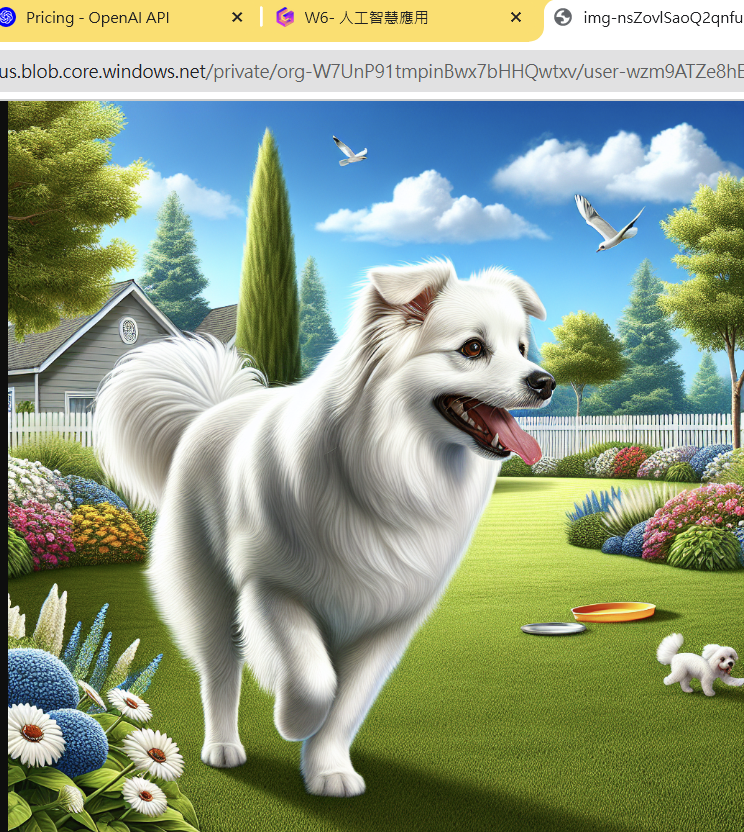 Pricing - OpenAI API
W6- 人工智慧應用
img-nsZovlSaoQ2qnfu
us.blob.core.windows.net/private/org-W7UnP91tmpinBwx7bHHQwtxv/user-wzm9ATZe8hE